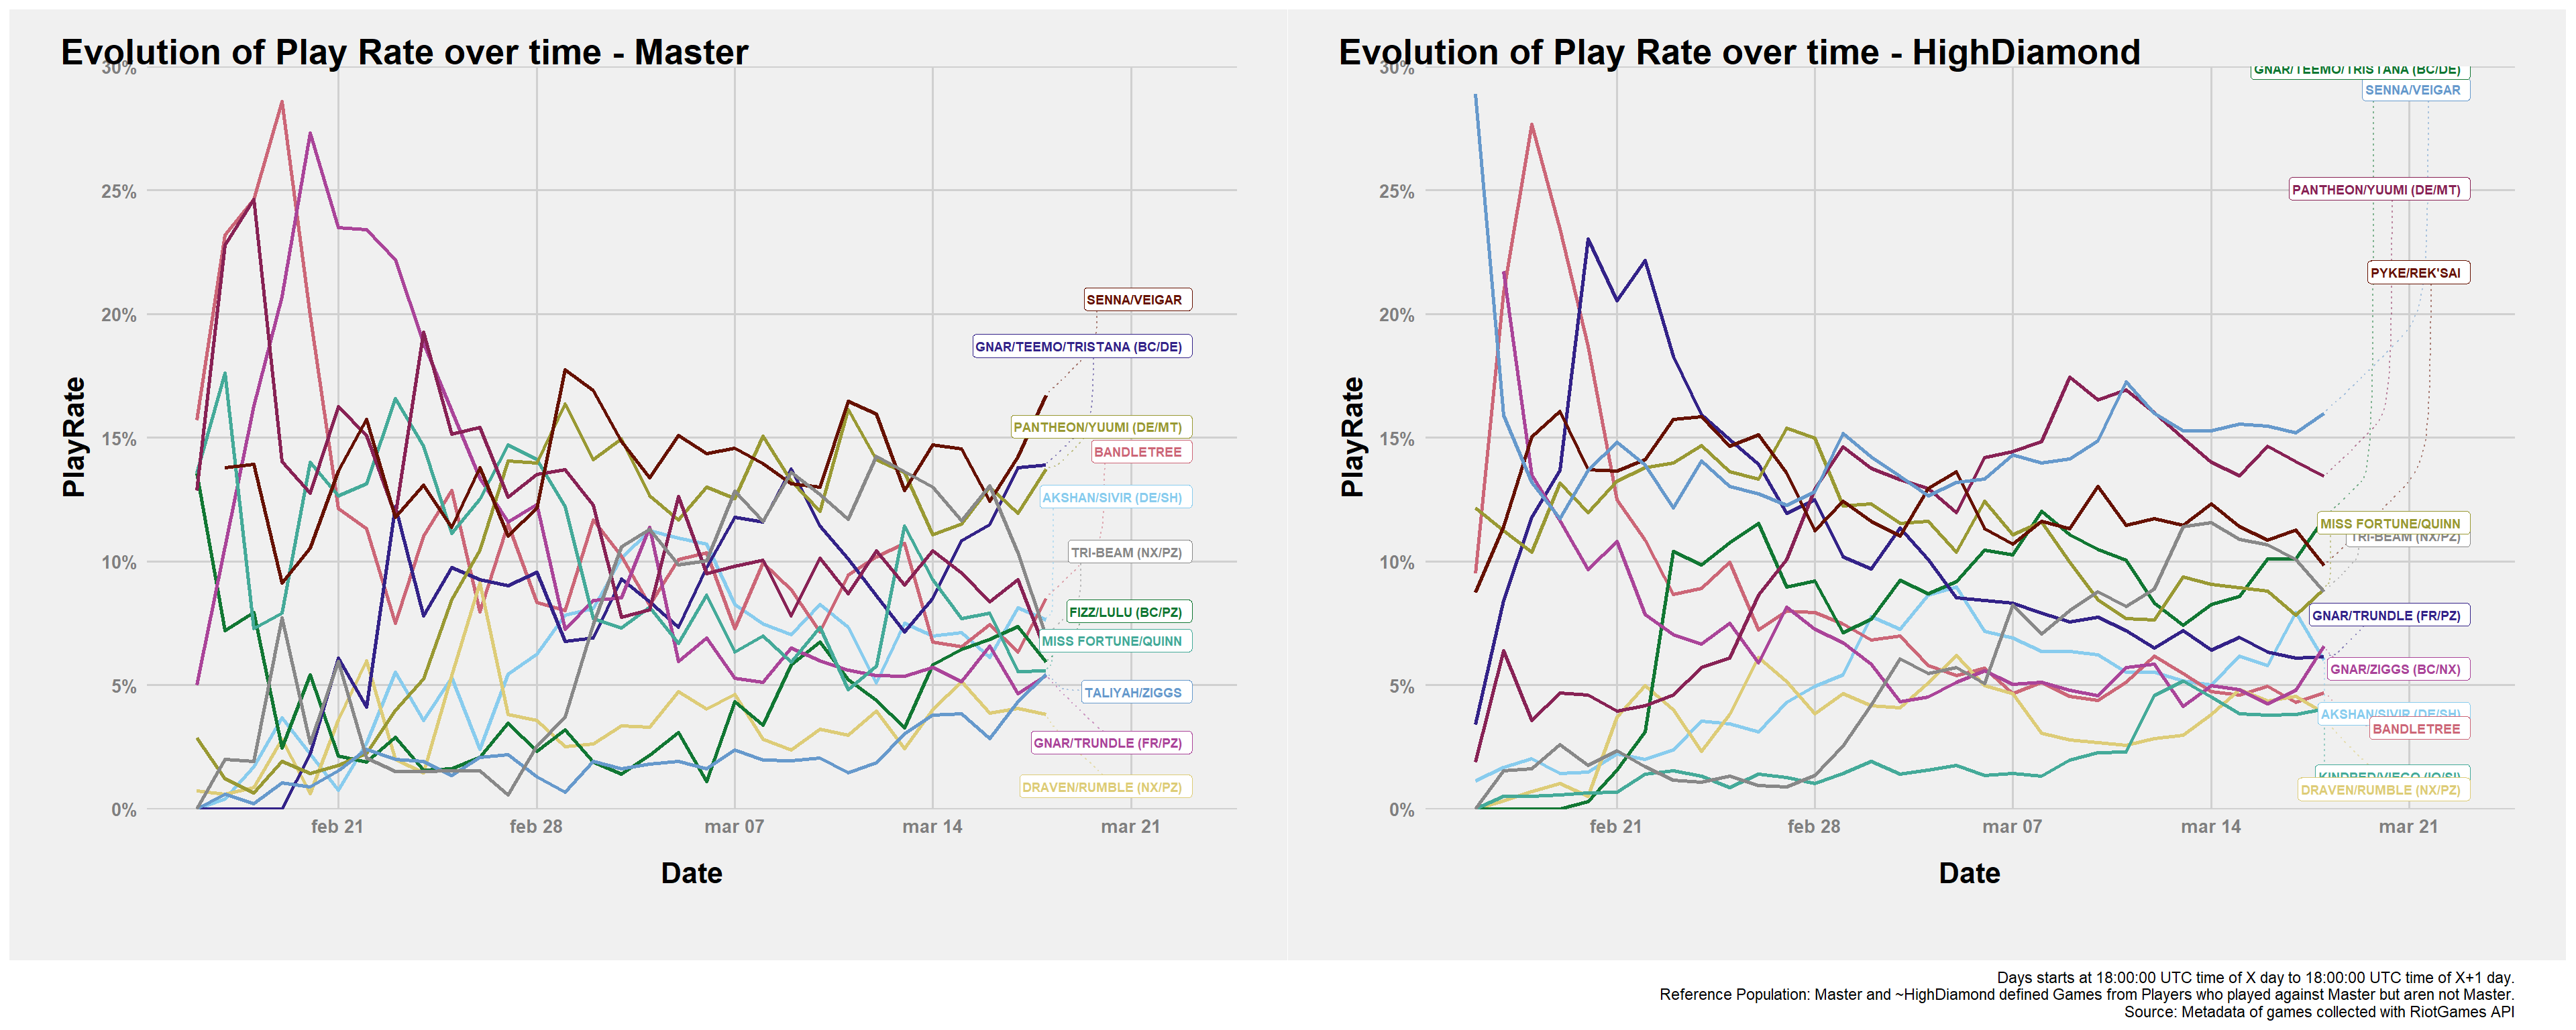 Evolution of Play Rate over time - Master
30%
25%
20%
15%
10%
5%
0%
PlayRate
SENNA/VEIGAR
GNAR/TEEMO/TRISTANA (BC/DE)
PANTHEON/YUUMI (DE/MT)
BANDLETREE
AKSHAN/SIVIR (DE/SH)
TRI-BEAM (NX/PZ)
FIZZ/LULU (BC/PZ)
MISS FORTUNE/QUINN
TALIYAH/ZIGGS
GNAR/TRUNDLE (FR/PZ)
DRAVEN/RUMBLE (NX/PZ)
feb 21
feb 28
mar 07
mar 14
mar 21
Date
Evolution of Play Rate over time - HighDiamond
30%
25%
20%
15%
10%
5%
0%
PlayRate
GNAR/TEEMO/TRISTANA (BC/DE)
SENNA/VEIGAR
PANTHEON/YUUMI (DE/MT)
PYKE/REK'SAI
MISS FORTUNE/QUINN
TRI-BEAM (NX/PZ)
GNAR/TRUNDLE (FR/PZ)
GNAR/ZIGGS (BC/NX)
AKSHAN/SIVIR (DE/SH)
BANDLETREE
KINDRED/VIEGO (IO/SI)
DRAVEN/RUMBLE (NX/PZ)
feb 21
feb 28
mar 07
mar 14
mar 21
Date
Days starts at 18:00:00 UTC time of X day to 18:00:00 UTC time of X+1 day.
Reference Population: Master and ~HighDiamond defined Games from Players who played against Master but aren not Master.
Source: Metadata of games collected with RiotGames API